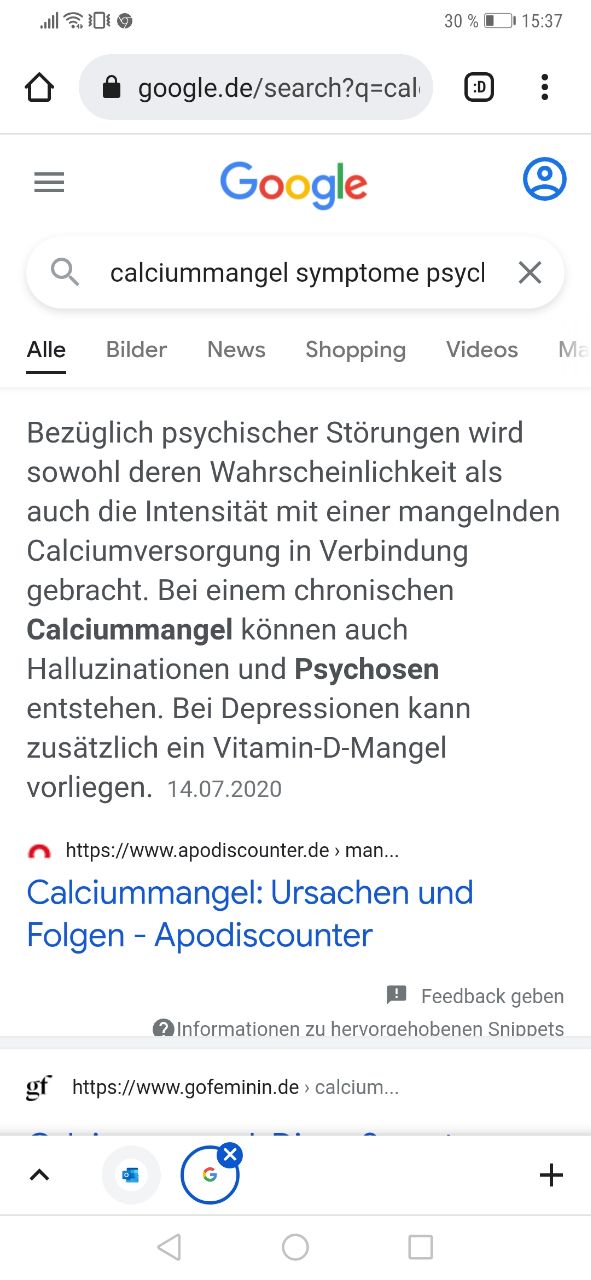 30 % 15:37
google.de/search?q=cal
:D
Google
calciummangel symptome psycl
Alle Bilder News Shopping Videos Ma
Bezüglich psychischer Störungen wird
sowohl deren Wahrscheinlichkeit als
auch die Intensität mit einer mangelnden
Calciumversorgung in Verbindung
gebracht. Bei einem chronischen
Calciummangel können auch
Halluzinationen und Psychosen
entstehen. Bei Depressionen kann
zusätzlich ein Vitamin-D-Mangel
vorliegen. 14.07.2020
https://www.apodiscounter.de › man...
Calciummangel: Ursachen und
Folgen - Apodiscounter
Feedback geben
Informationen zu hervorgehobenen Snippets
gf https://www.gofeminin.de › calcium...